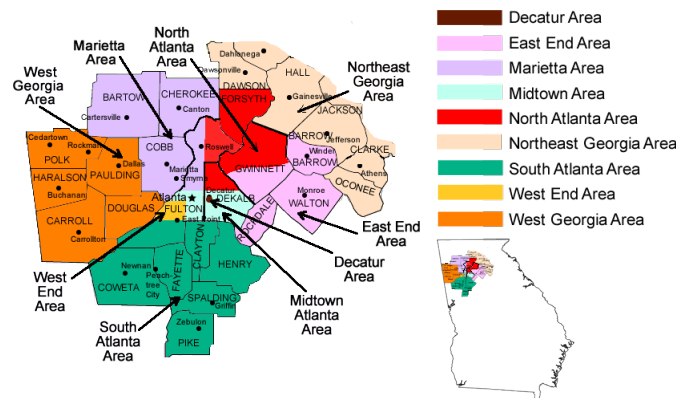 North
Atlanta
Area
Marietta
Area
West
Georgia
Area
Northeast
Georgia
Area
Dahlonega
DAWSON
Dawsonville
HALL
Gainesville
BARTOW
Cartersville
CHEROKEE
Canton
FORSYTH
JACKSON
Jefferson
BARROW
Winder
BARROW
CLARKE
Athens
OCONEE
Cedartown
Rockmart
POLK
Dallas
PAULDING
COBB
Marietta
Smyrna
Roswell
GWINNETT
HARALSON
Buchanan
DOUGLAS
Atlanta
FULTON
East Point
Decatur
DEKALB
Monroe
WALTON
ROCKDALE
CARROLL
Carrollton
East End
Area
Decatur
Area
Midtown
Atlanta
Area
West
End
Area
South
Atlanta
Area
Newnan
Peach-
tree
City
COWETA
FAYETTE
CLAYTON
HENRY
SPALDING
Griffin
Zebulon
PIKE
Decatur Area
East End Area
Marietta Area
Midtown Area
North Atlanta Area
Northeast Georgia Area
South Atlanta Area
West End Area
West Georgia Area